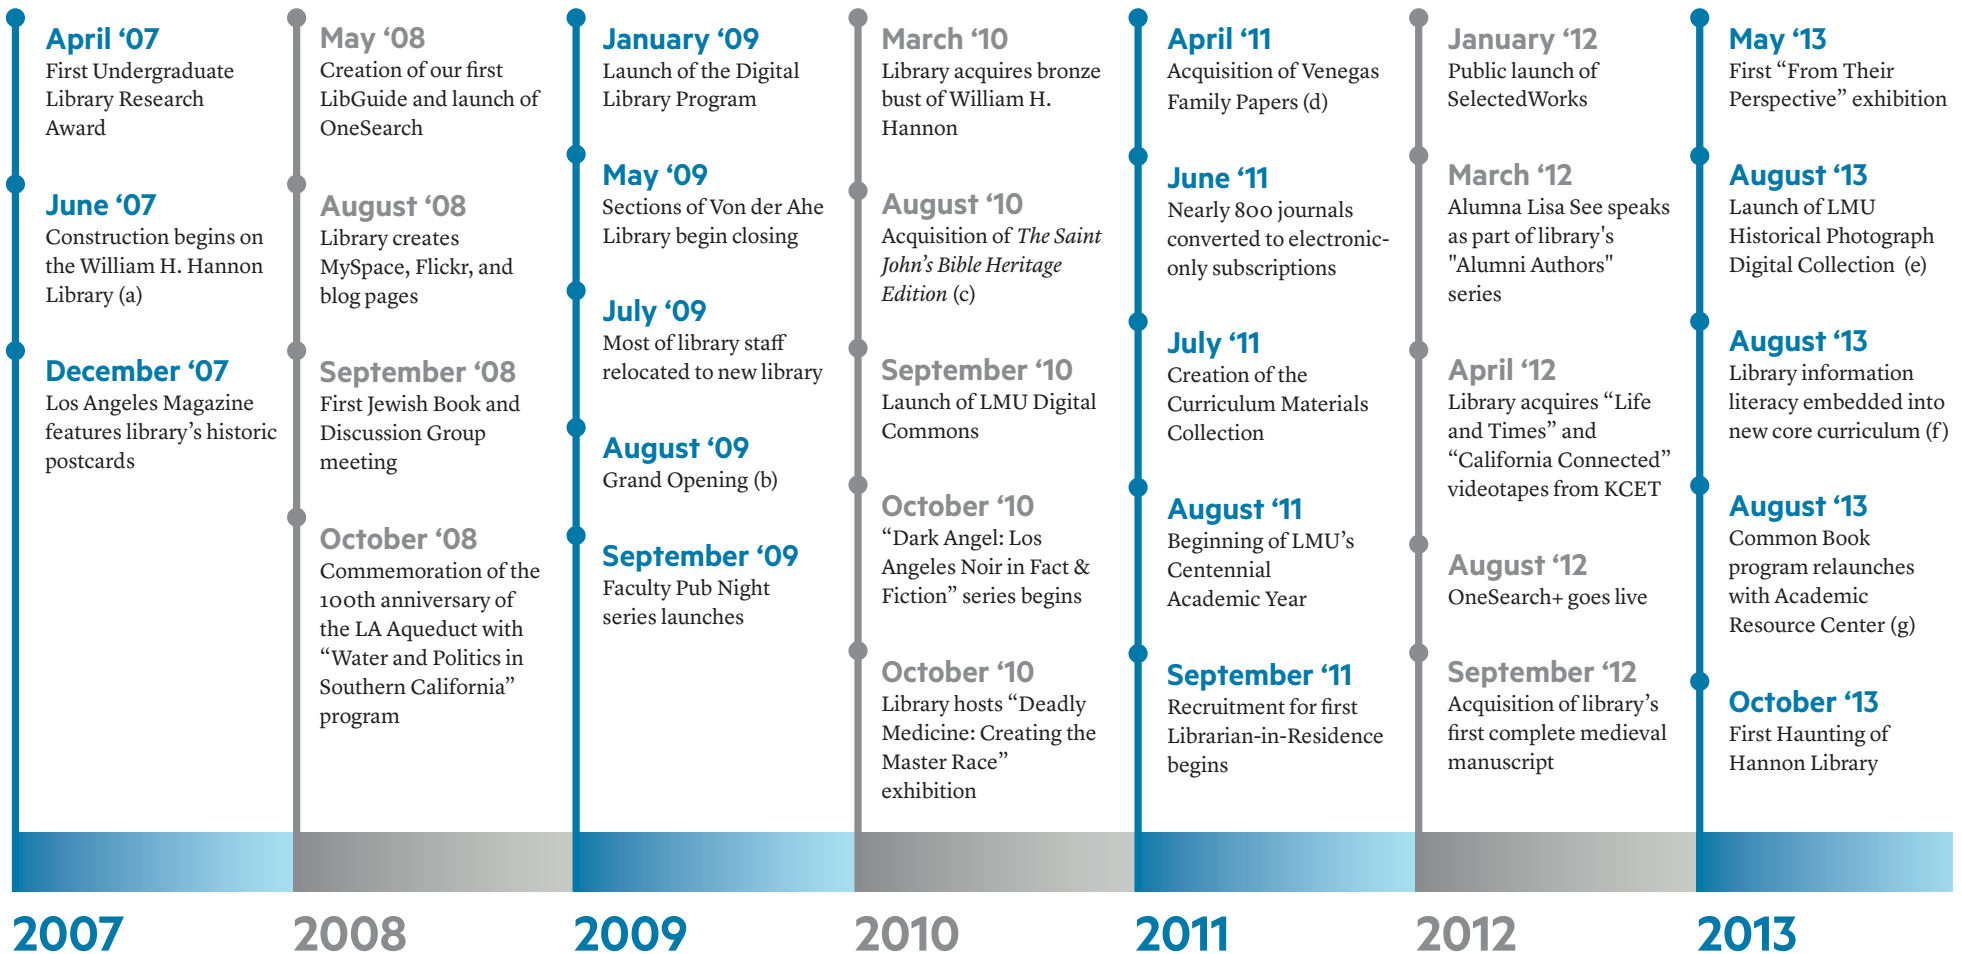 April ‘07
First Undergraduate
Library Research
Award
June ‘07
Construction begins on
the William H. Hannon
Library (a)
December ‘07
Los Angeles Magazine
features library’s historic
postcards
May ‘08
Creation of our first
LibGuide and launch of
OneSearch
August ‘08
Library creates
MySpace, Flickr, and
blog pages
September ‘08
First Jewish Book and
Discussion Group
meeting
October ‘08
Commemoration of the
100th anniversary of
the LA Aqueduct with
“Water and Politics in
Southern California”
program
January ‘09
Launch of the Digital
Library Program
May ‘09
Sections of Von der Ahe
Library begin closing
July ‘09
Most of library staff
relocated to new library
August ‘09
Grand Opening (b)
September ‘09
Faculty Pub Night
series launches
March ‘10
Library acquires bronze
bust of William H.
Hannon
August ‘10
Acquisition of The Saint
John’s Bible Heritage
Edition (c)
September ‘10
Launch of LMU Digital
Commons
October ‘10
“Dark Angel: Los
Angeles Noir in Fact &
Fiction” series begins
October ‘10
Library hosts “Deadly
Medicine: Creating the
Master Race”
exhibition
April ‘11
Acquisition of Venegas
Family Papers (d)
June ‘11
Nearly 800 journals
converted to electronic-
only subscriptions
July ‘11
Creation of the
Curriculum Materials
Collection
August ‘11
Beginning of LMU’s
Centennial
Academic Year
September ‘11
Recruitment for first
Librarian-in-Residence
begins
January ‘12
Public launch of
SelectedWorks
March ‘12
Alumna Lisa See speaks
as part of library's
"Alumni Authors"
series
April ‘12
Library acquires “Life
and Times” and
“California Connected”
videotapes from KCET
August ‘12
OneSearch+ goes live
September ‘12
Acquisition of library’s
first complete medieval
manuscript
May ‘13
First “From Their
Perspective” exhibition
August ‘13
Launch of LMU
Historical Photograph
Digital Collection (e)
August ‘13
Library information
literacy embedded into
new core curriculum (f)
August ‘13
Common Book
program relaunches
with Academic
Resource Center (g)
October ‘13
First Haunting of
Hannon Library
2007
2008
2009
2010
2011
2012
2013